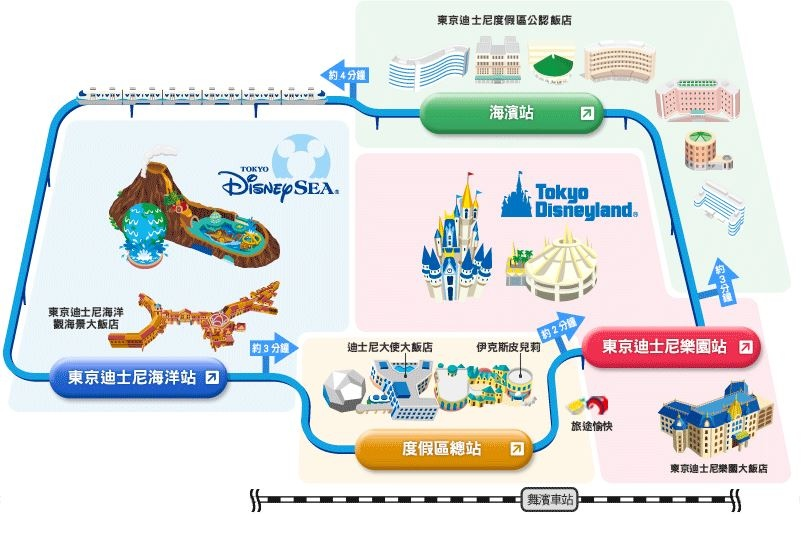 東京迪士尼度假區公認飯店
約4分鐘
海濱站
TOKYO
DISNEYSEA®
Tokyo
Disneyland®
約3分鐘
東京迪士尼海洋
觀海景大飯店
約3分鐘
迪士尼大使大飯店
伊克斯皮兒莉
約2分鐘
東京迪士尼樂園站
東京迪士尼海洋站
旅途愉快
度假區總站
東京迪士尼樂園大飯店
舞濱車站